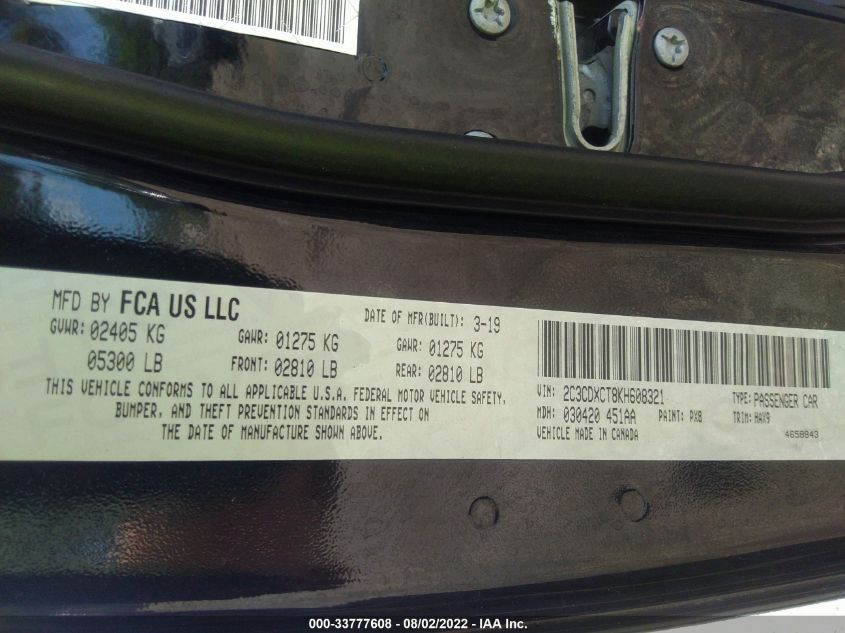 MFD BY FCA US LLC
DATE OF MFR(BUILT): 3-19
GVWR: 02405 KG
GAWR: 01275 KG
GAWR: 01275 KG
05300 LB
FRONT: 02810 LB
REAR: 02810 LB
THIS VEHICLE CONFORMS TO ALL APPLICABLE U.S.A. FEDERAL MOTOR VEHICLE SAFETY,
BUMPER, AND THEFT PREVENTION STANDARDS IN EFFECT ON
THE DATE OF MANUFACTURE SHOWN ABOVE.
VIN: 2C3CDXCT8KH608321
TYPE: PASSENGER CAR
MDH: 030420 451AA
PAINT: PX8
TRIM: HAX9
VEHICLE MADE IN CANADA
4658843
000-33777608 - 08/02/2022 - IAA Inc.